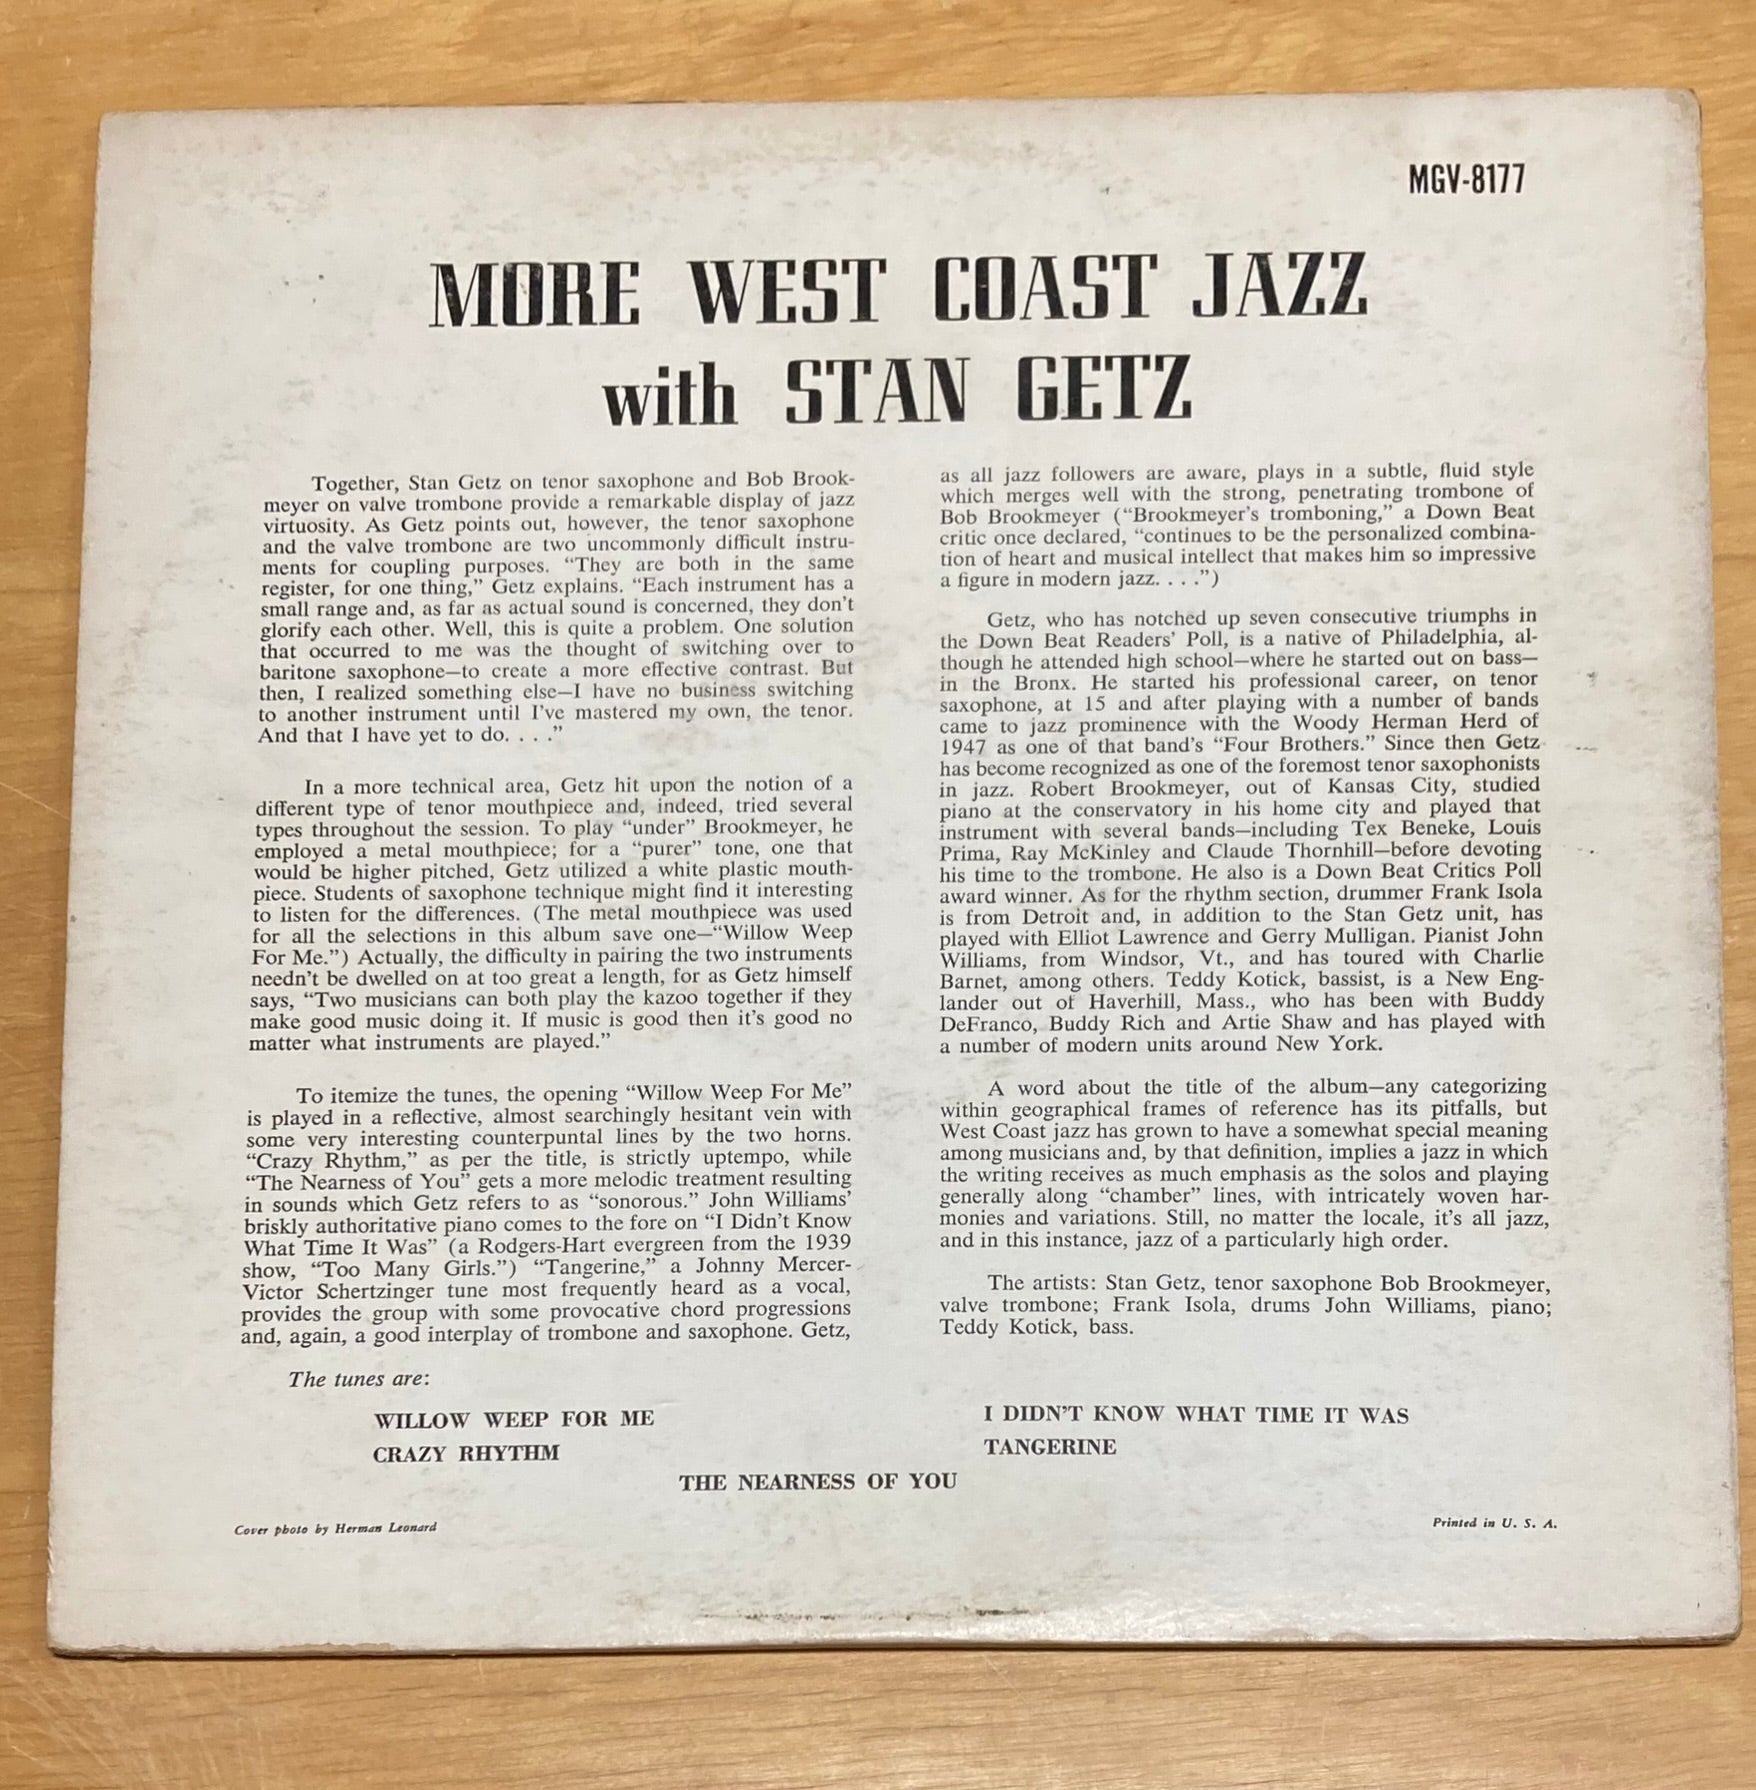 MGV-8177
MORE WEST COAST JAZZ
with STAN GETZ
Together, Stan Getz on tenor saxophone and Bob Brook-
meyer on valve trombone provide a remarkable display of jazz
virtuosity. As Getz points out, however, the tenor saxophone
and the valve trombone are two uncommonly difficult instru-
ments for coupling purposes. “They are both in the same
register, for one thing,” Getz explains. “Each instrument has a
small range and, as far as actual sound is concerned, they don’t
glorify each other. Well, this is quite a problem. One solution
that occurred to me was the thought of switching over to
baritone saxophone—to create a more effective contrast. But
then, I realized something else—I have no business switching
to another instrument until I’ve mastered my own, the tenor.
And that I have yet to do. . . .”
In a more technical area, Getz hit upon the notion of a
different type of tenor mouthpiece and, indeed, tried several
types throughout the session. To play “under” Brookmeyer, he
employed a metal mouthpiece; for a “purer” tone, one that
would be higher pitched, Getz utilized a white plastic mouth-
piece. Students of saxophone technique might find it interesting
to listen for the differences. (The metal mouthpiece was used
for all the selections in this album save one—“Willow Weep
For Me.”) Actually, the difficulty in pairing the two instruments
needn’t be dwelled on at too great a length, for as Getz himself
says, “Two musicians can both play the kazoo together if they
make good music doing it. If music is good then it’s good no
matter what instruments are played.”
To itemize the tunes, the opening “Willow Weep For Me”
is played in a reflective, almost searchingly hesitant vein with
some very interesting counterpuntal lines by the two horns.
“Crazy Rhythm,” as per the title, is strictly uptempo, while
“The Nearness of You” gets a more melodic treatment resulting
in sounds which Getz refers to as “sonorous.” John Williams’
briskly authoritative piano comes to the fore on “I Didn’t Know
What Time It Was” (a Rodgers-Hart evergreen from the 1939
show, “Too Many Girls.”) “Tangerine,” a Johnny Mercer-
Victor Schertzinger tune most frequently heard as a vocal,
provides the group with some provocative chord progressions
and, again, a good interplay of trombone and saxophone. Getz,
as all jazz followers are aware, plays in a subtle, fluid style
which merges well with the strong, penetrating trombone of
Bob Brookmeyer (“Brookmeyer’s tromboning,” a Down Beat
critic once declared, “continues to be the personalized combina-
tion of heart and musical intellect that makes him so impressive
a figure in modern jazz. . . .”)
Getz, who has notched up seven consecutive triumphs in
the Down Beat Readers’ Poll, is a native of Philadelphia, al-
though he attended high school—where he started out on bass—
in the Bronx. He started his professional career, on tenor
saxophone, at 15 and after playing with a number of bands
came to jazz prominence with the Woody Herman Herd of
1947 as one of that band’s “Four Brothers.” Since then Getz
has become recognized as one of the foremost tenor saxophonists
in jazz. Robert Brookmeyer, out of Kansas City, studied
piano at the conservatory in his home city and played that
instrument with several bands—including Tex Beneke, Louis
Prima, Ray McKinley and Claude Thornhill—before devoting
his time to the trombone. He also is a Down Beat Critics Poll
award winner. As for the rhythm section, drummer Frank Isola
is from Detroit and, in addition to the Stan Getz unit, has
played with Elliot Lawrence and Gerry Mulligan. Pianist John
Williams, from Windsor, Vt., and has toured with Charlie
Barnet, among others. Teddy Kotick, bassist, is a New Eng-
lander out of Haverhill, Mass., who has been with Buddy
DeFranco, Buddy Rich and Artie Shaw and has played with
a number of modern units around New York.
A word about the title of the album—any categorizing
within geographical frames of reference has its pitfalls, but
West Coast jazz has grown to have a somewhat special meaning
among musicians and, by that definition, implies a jazz in which
the writing receives as much emphasis as the solos and playing
generally along “chamber” lines, with intricately woven har-
monies and variations. Still, no matter the locale, it’s all jazz,
and in this instance, jazz of a particularly high order.
The artists: Stan Getz, tenor saxophone Bob Brookmeyer,
valve trombone; Frank Isola, drums John Williams, piano;
Teddy Kotick, bass.
The tunes are:
WILLOW WEEP FOR ME
CRAZY RHYTHM
I DIDN’T KNOW WHAT TIME IT WAS
TANGERINE
THE NEARNESS OF YOU
Cover photo by Herman Leonard
Printed in U. S. A.